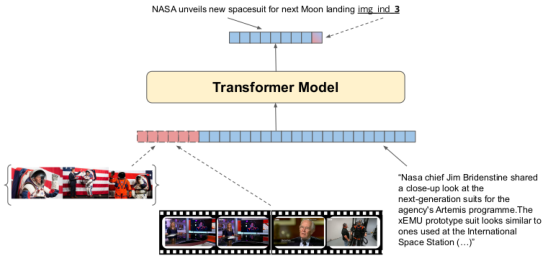 NASA unveils new spacesuit for next Moon landing img_ind_3
Transformer Model
“Nasa chief Jim Bridenstine shared
a close-up look at the
next-generation suits for the
agency's Artemis programme.The
xEMU prototype suit looks similar to
ones used at the International
Space Station (…)”